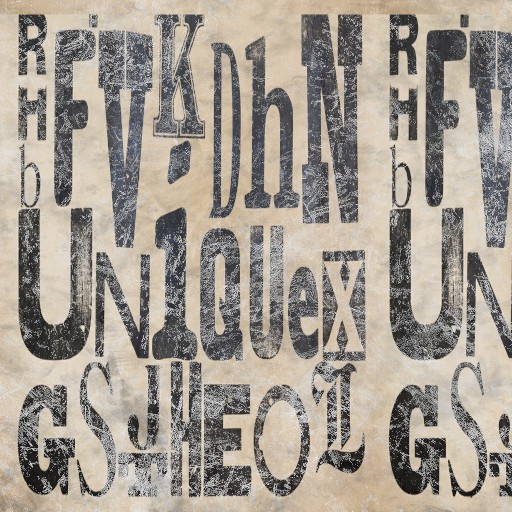 R H b F V K D h N R H b F V
U N 1 Q U e X U N
G S J T H E O L G S J